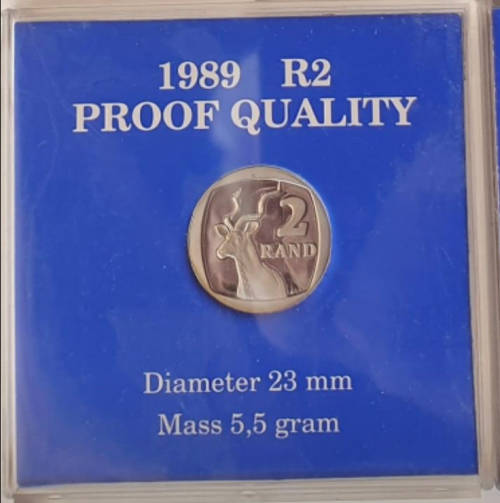 1989 R2
PROOF QUALITY
2
RAND
Diameter 23 mm
Mass 5,5 gram